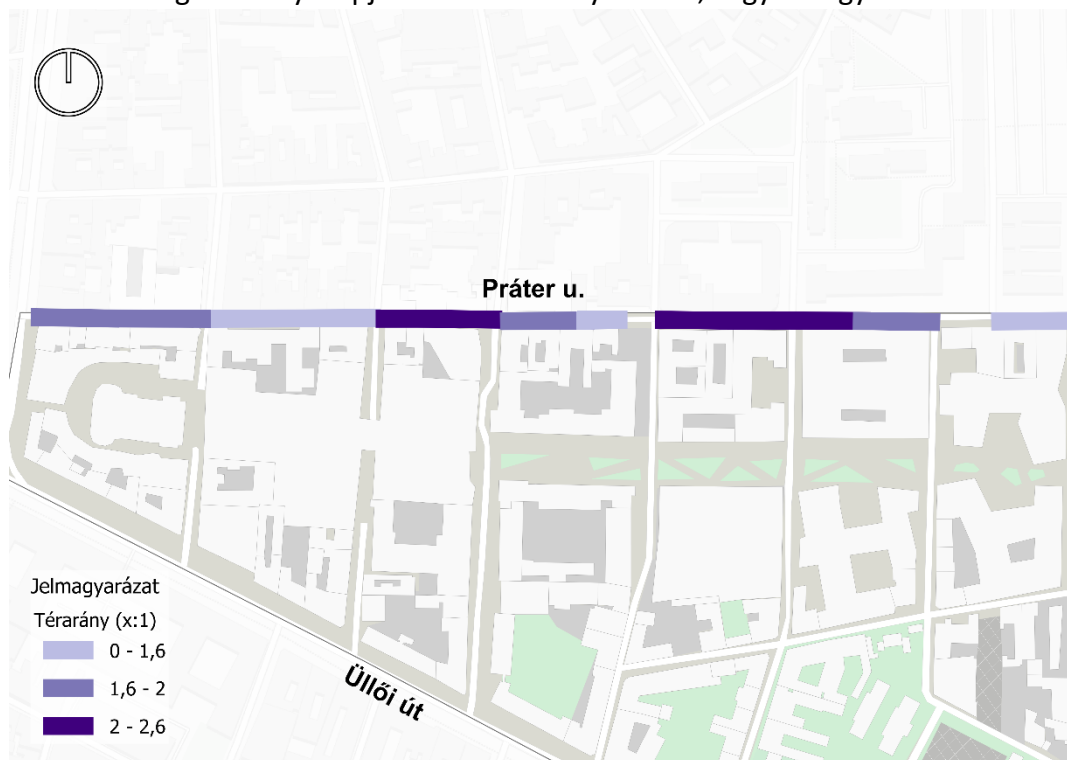 Práter u.
Jelmagyarázat
Térarány (x:1)
0 - 1,6
1,6 - 2
2 - 2,6
Üllői út